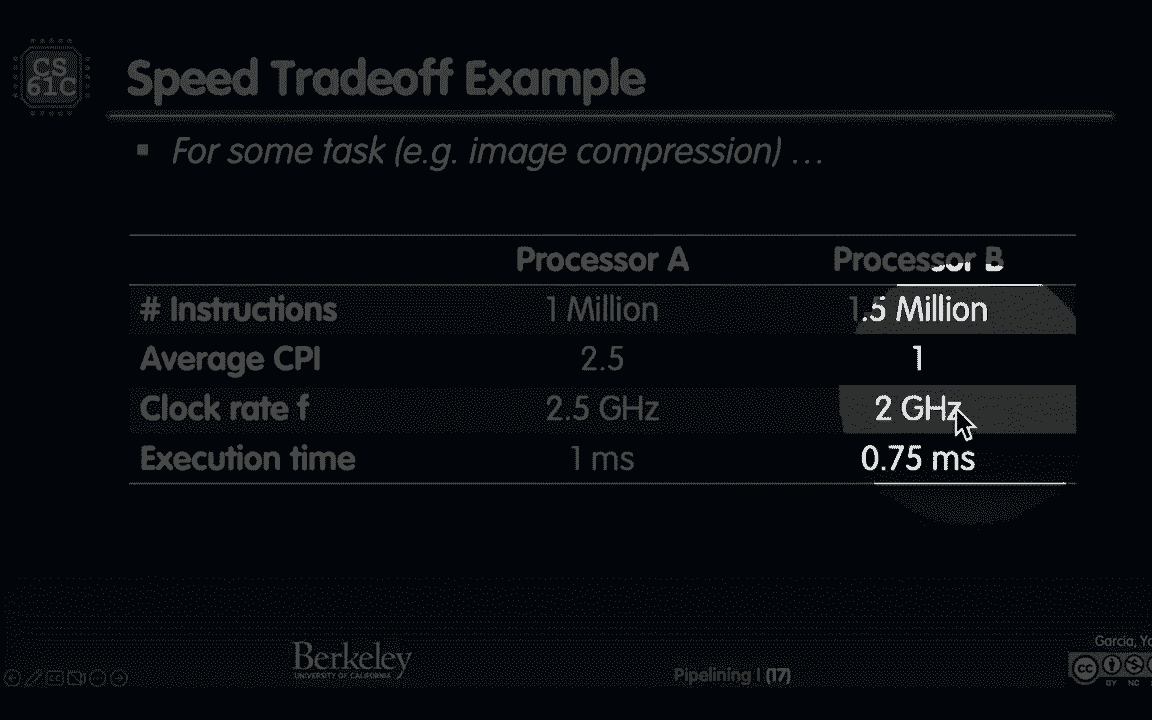 CS
61C
Speed Tradeoff Example
▪ For some task (e.g. image compression) …
Processor A Processor B
# Instructions 1 Million 1.5 Million
Average CPI 2.5 1
Clock rate f 2.5 GHz 2 GHz
Execution time 1 ms 0.75 ms
Berkeley
UNIVERSITY OF CALIFORNIA
Pipelining I (17)
Garcia,
CC
BY NC